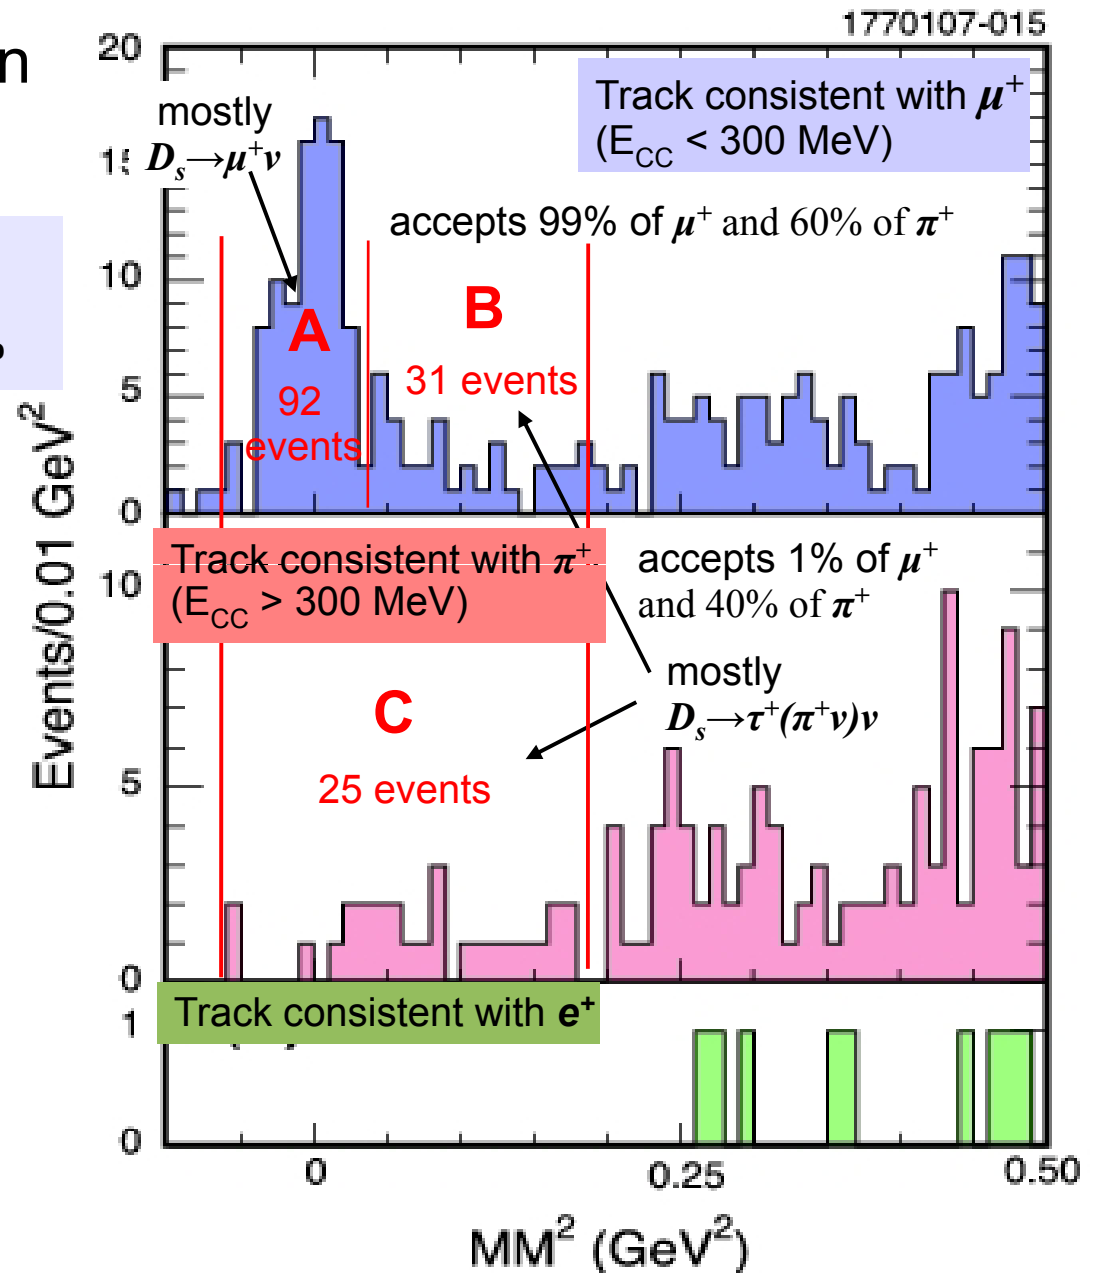 1770107-015
n
20
mostly
Dₛ→μ⁺ν
Track consistent with μ⁺
(E_CC < 300 MeV)
accepts 99% of μ⁺ and 60% of π⁺
10
A
B
92
events
31 events
5
0
Events/0.01 GeV²
Track consistent with π⁺
(E_CC > 300 MeV)
accepts 1% of μ⁺
and 40% of π⁺
10
mostly
Dₛ→τ⁺(π⁺ν)ν
C
25 events
5
0
Track consistent with e⁺
1
0
0
0.25
0.50
MM² (GeV²)